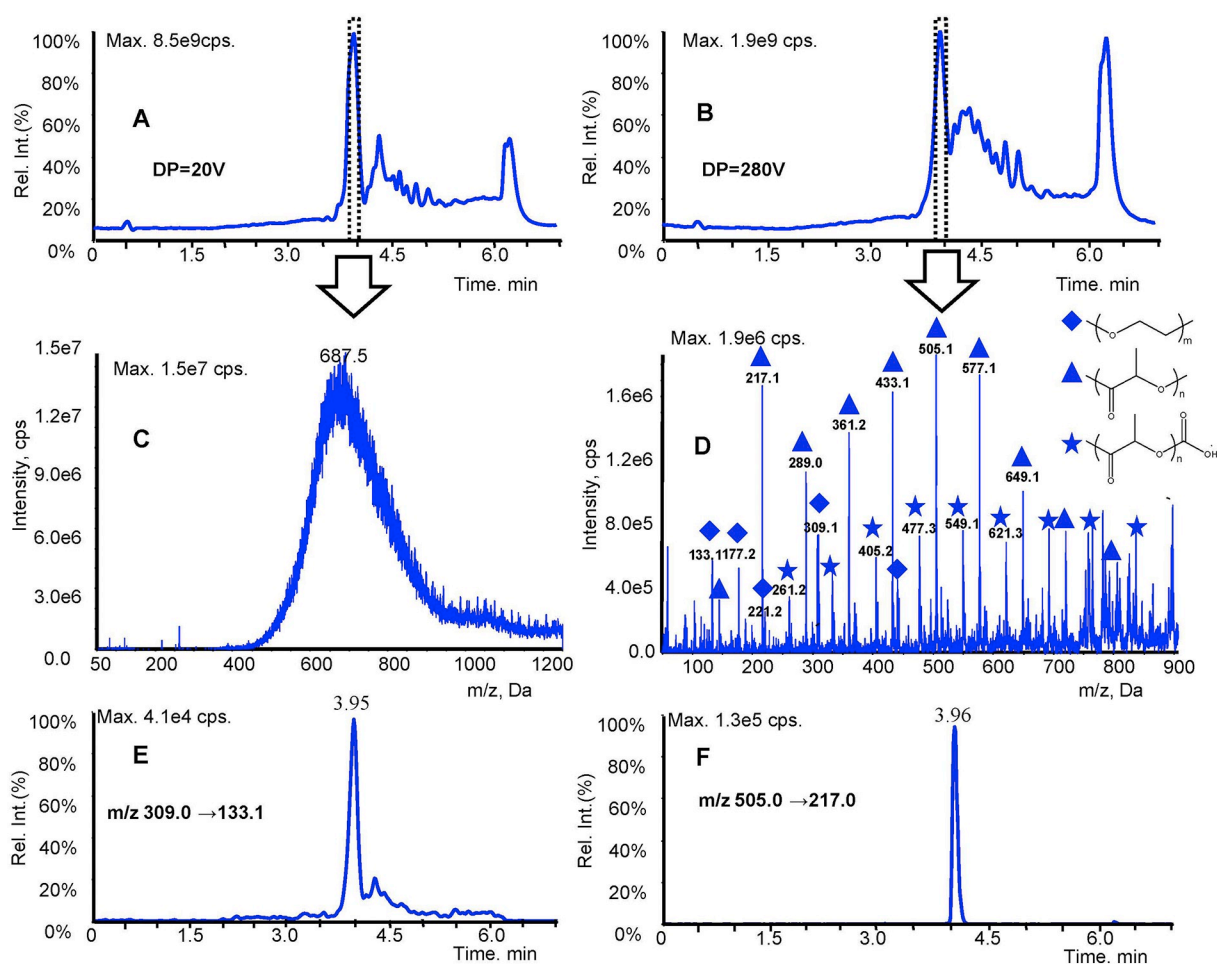 Max. 8.5e9cps.
100%
80%
60%
40%
20%
0%
Rel. Int.(%)
A
DP=20V
0 1.5 3.0 4.5 6.0
Time. min
Max. 1.9e9 cps.
100%
80%
60%
40%
20%
0%
Rel. Int.(%)
B
DP=280V
0 1.5 3.0 4.5 6.0
Time. min
1.5e7
1.2e7
9.0e6
6.0e6
3.0e6
0.0
Intensity, cps
Max. 1.5e7 cps.
687.5
C
50 200 400 600 800 1000 1200
m/z, Da
Max. 1.9e6 cps.
1.6e6
1.2e6
8.0e5
4.0e5
0.0
Intensity, cps
D
505.1
577.1
217.1
433.1
361.2
289.0
649.1
309.1
477.3
549.1
621.3
405.2
133.1
177.2
261.2
221.2
O
m
O
O
n
O
O
n
O
OH
100 200 300 400 500 600 700 800 900
m/z, Da
Max. 4.1e4 cps.
3.95
100%
80%
60%
40%
20%
0%
Rel. Int.(%)
E
m/z 309.0 →133.1
0 1.5 3.0 4.5 6.0
Time. min
Max. 1.3e5 cps.
3.96
100%
80%
60%
40%
20%
0%
Rel. Int.(%)
F
m/z 505.0 →217.0
0 1.5 3.0 4.5 6.0
Time. min